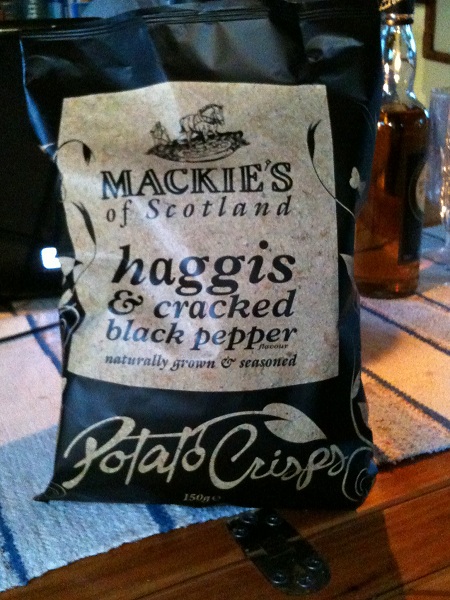 MACKIE'S
of Scotland
haggis
& cracked
black pepper
flavour
naturally grown & seasoned
Potato Crisps
150g e